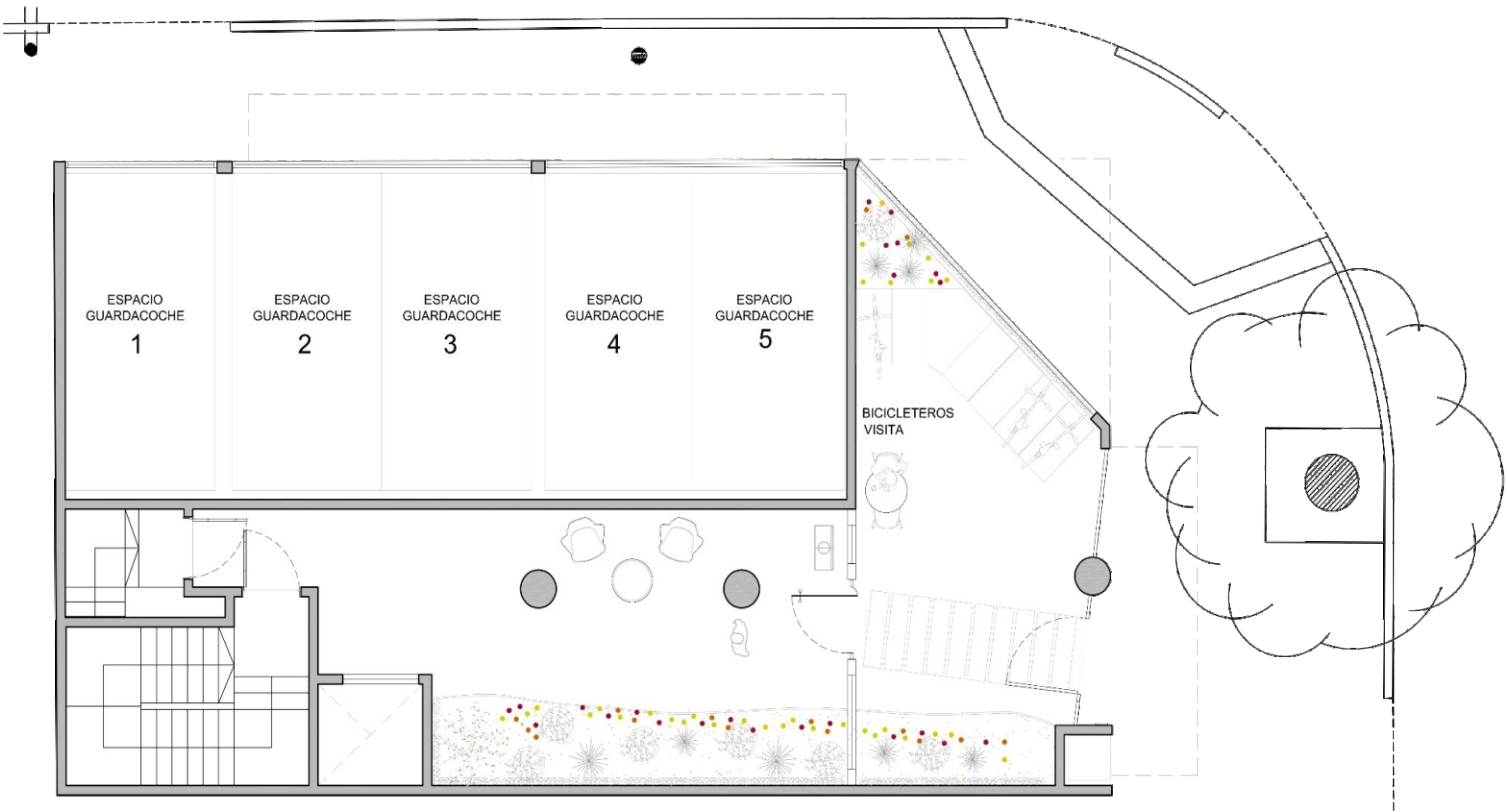 ESPACIO
GUARDACOCHE
1
ESPACIO
GUARDACOCHE
2
ESPACIO
GUARDACOCHE
3
ESPACIO
GUARDACOCHE
4
ESPACIO
GUARDACOCHE
5
BICICLETEROS
VISITA